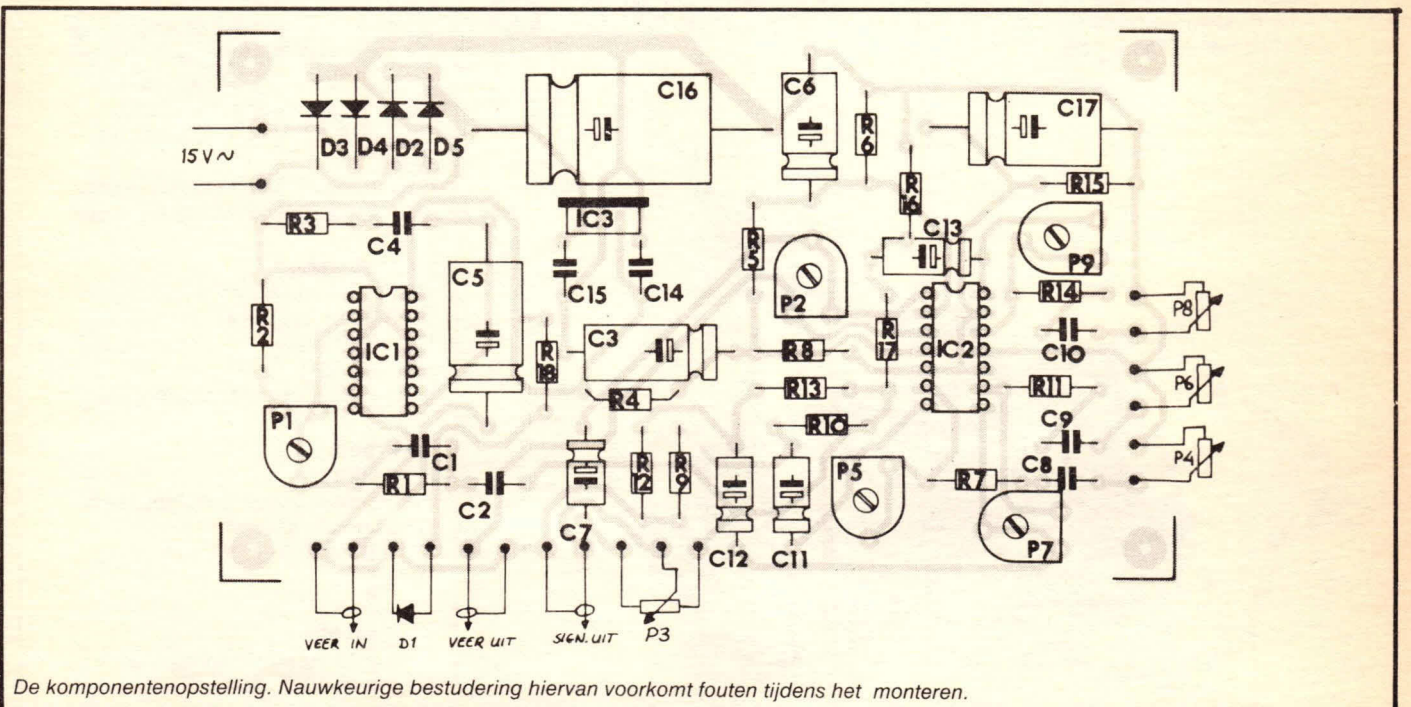 C16
C6
C17
15V~
D3 D4 D2 D5
R6
R15
R16
R3
C4
IC3
C13
P9
R5
C5
C15
C14
P2
R14
P8
R2
IC1
R18
C3
R8
R17
IC2
C10
R13
R11
P6
R4
P1
R10
C9
C1
R12
R9
P5
C8
P4
R1
C2
R7
C7
P7
C12
C11
VEER IN
D1
VEER UIT
SIGN. UIT
P3
De komponentenopstelling. Nauwkeurige bestudering hiervan voorkomt fouten tijdens het monteren.